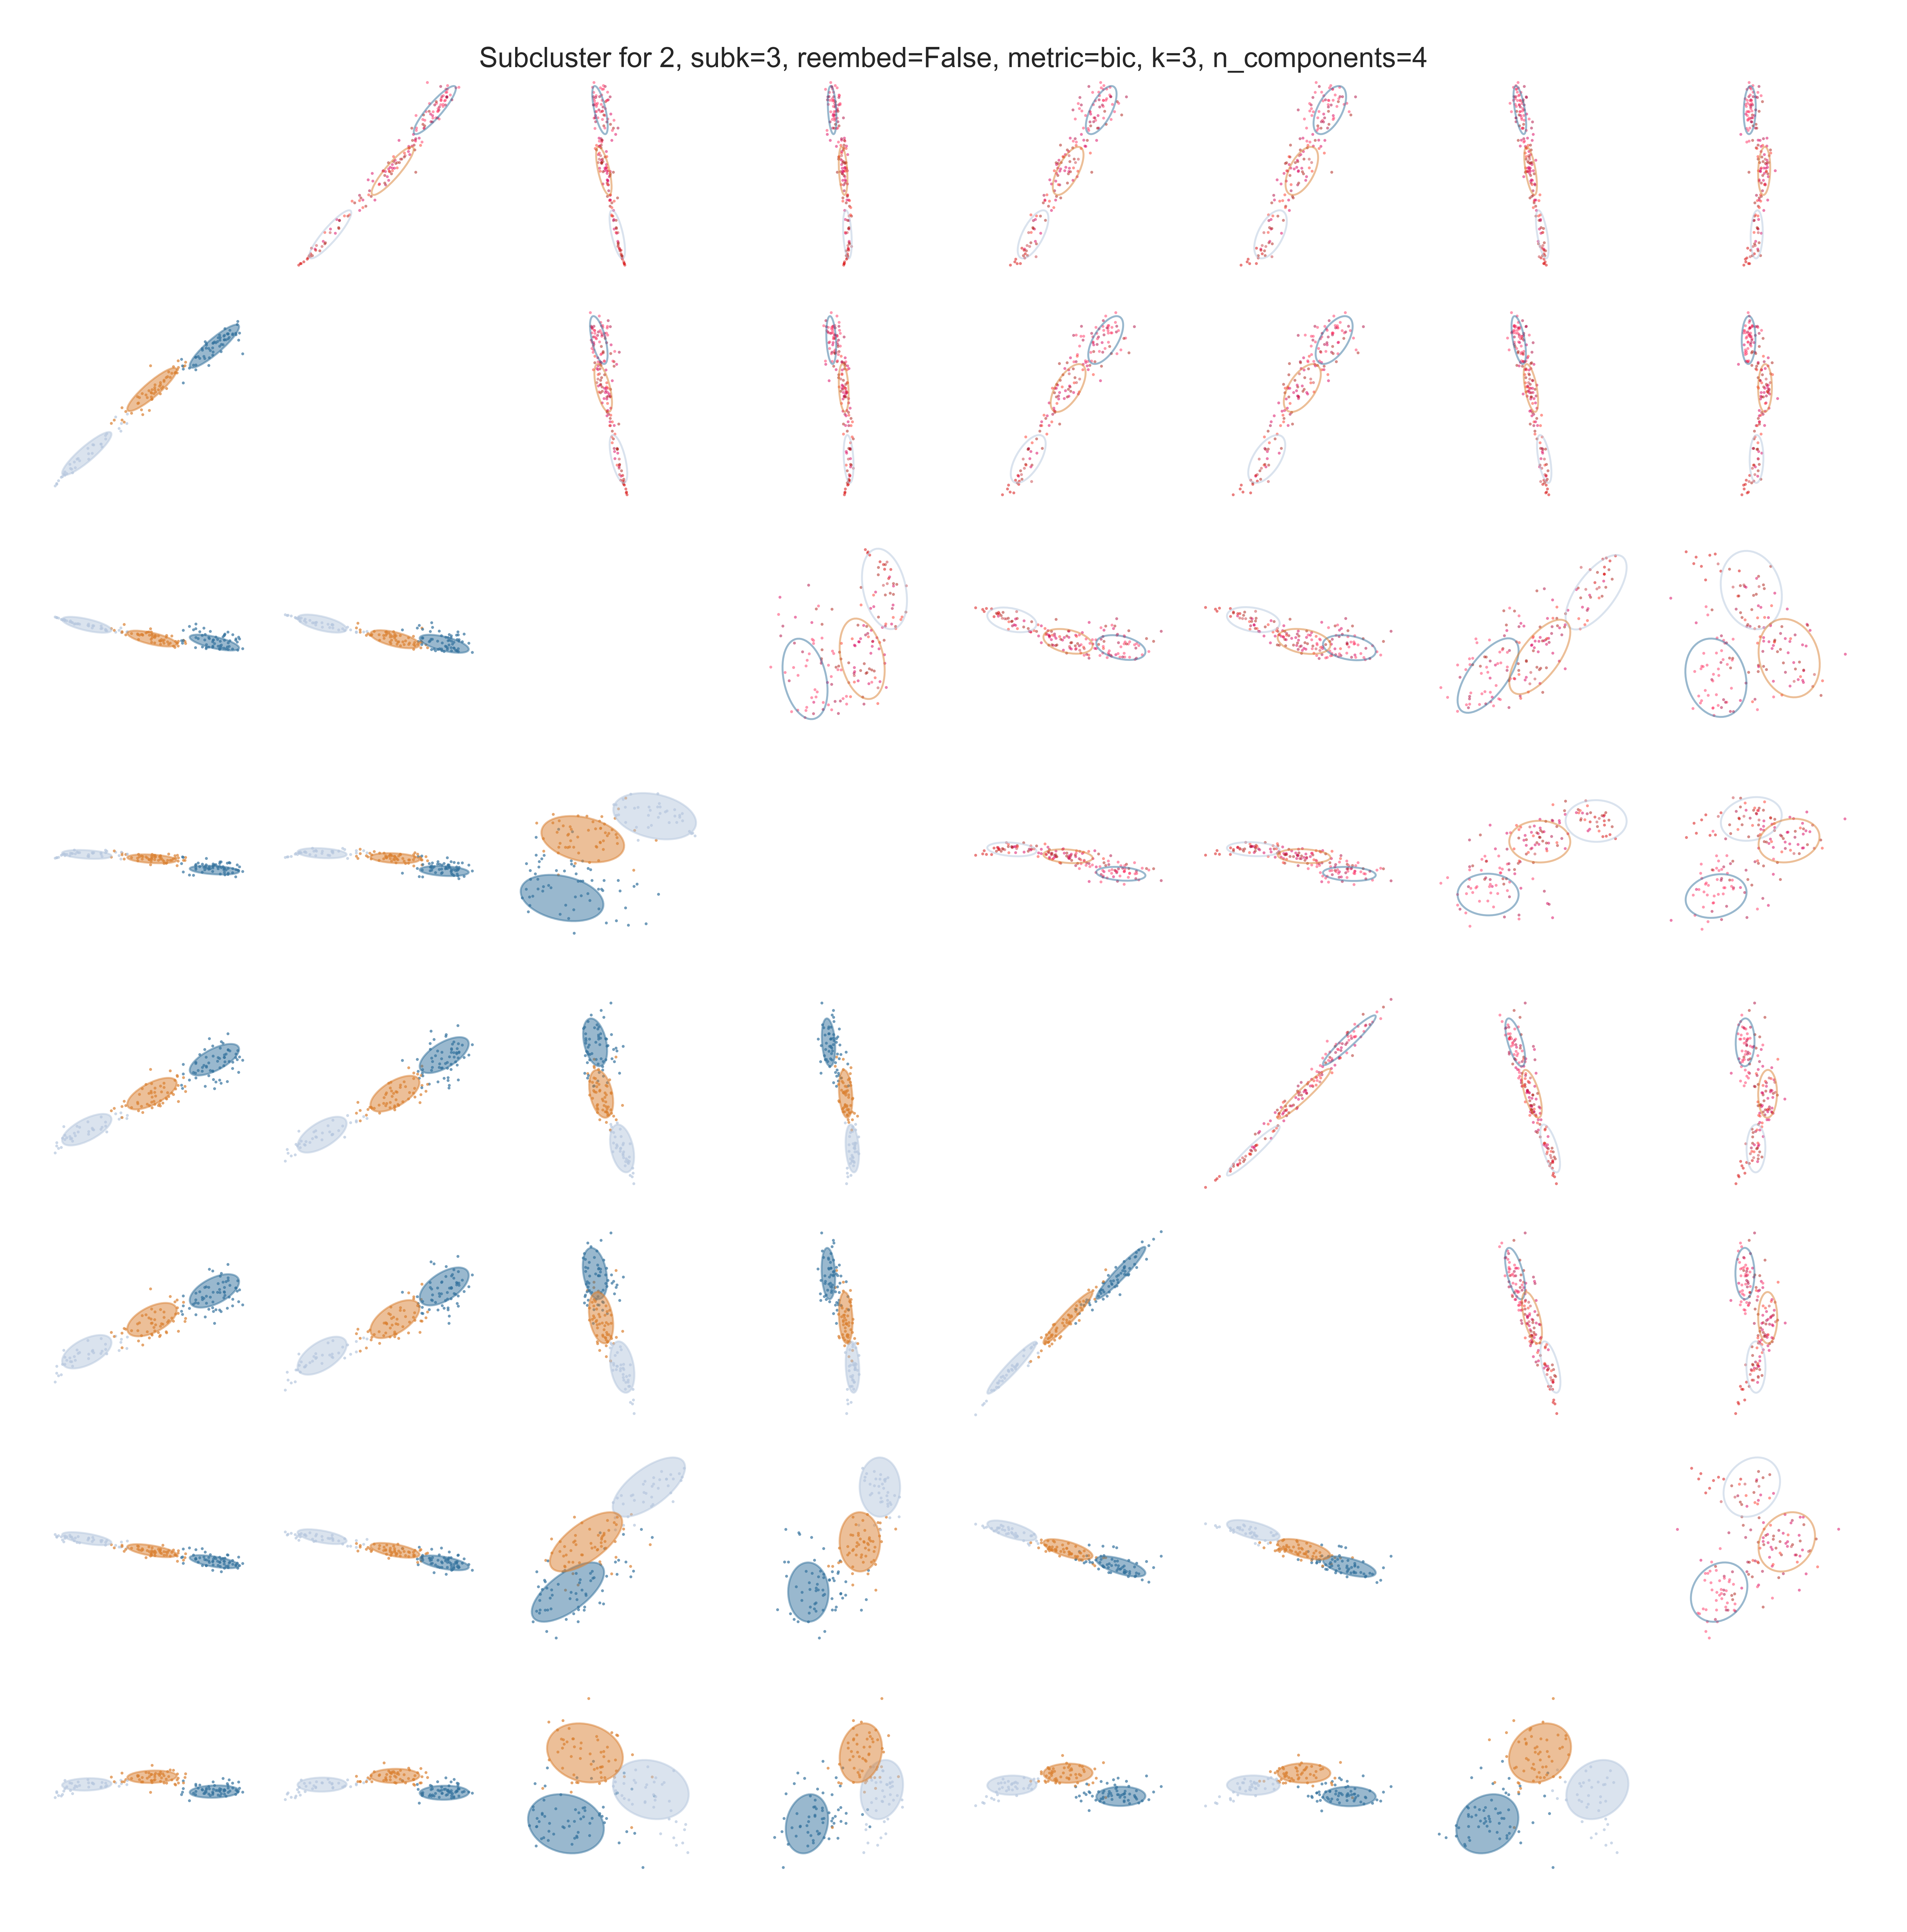 Subcluster for 2, subk=3, reembed=False, metric=bic, k=3, n_components=4